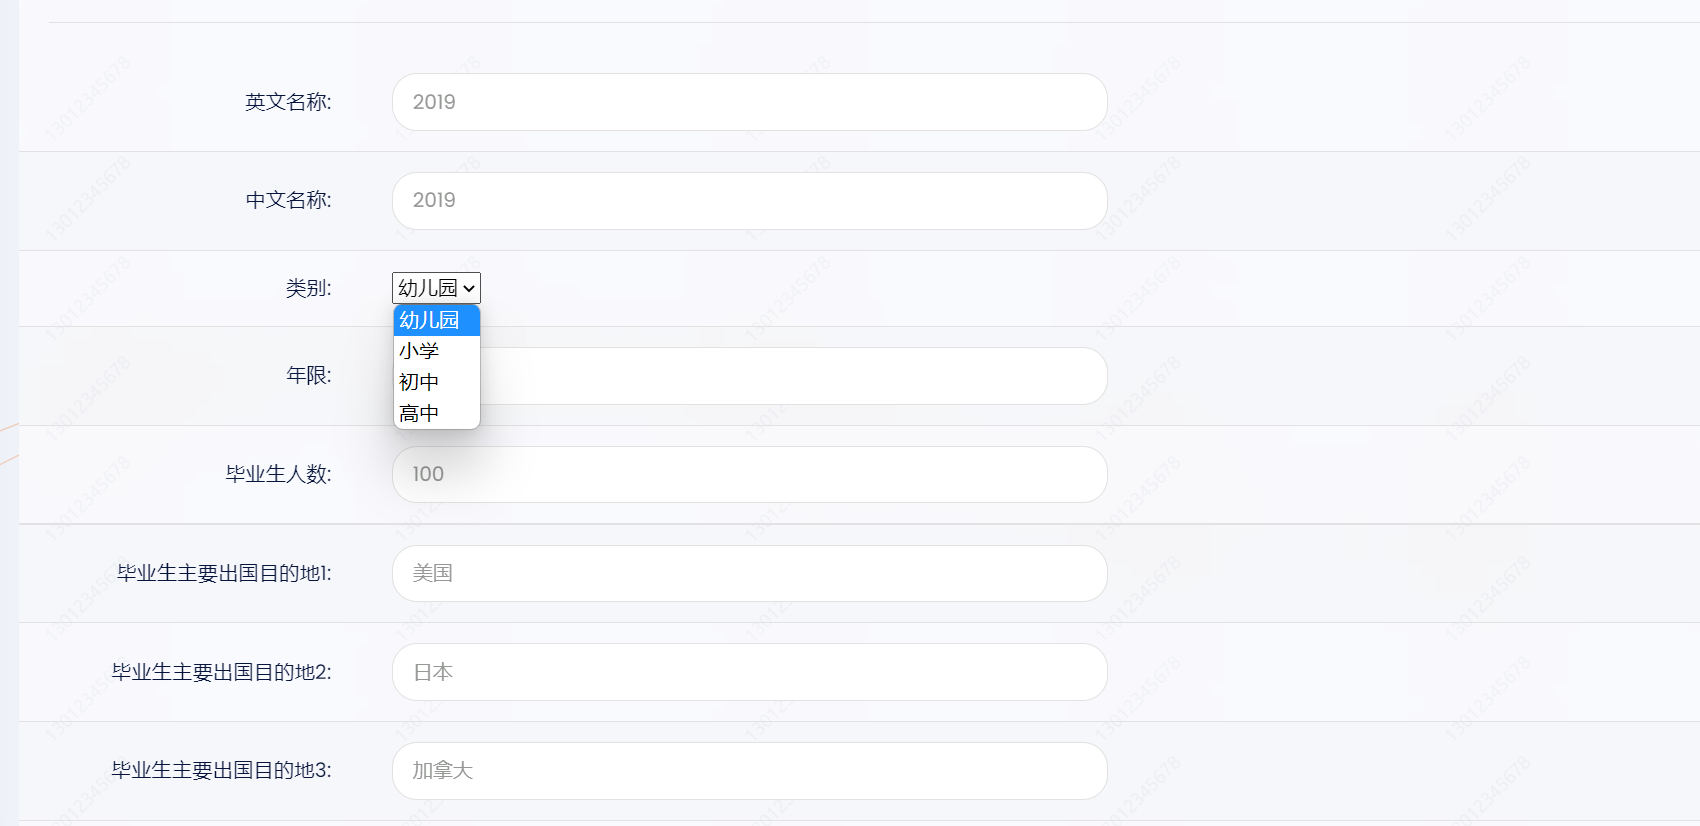 英文名称: 2019
中文名称: 2019
类别: 幼儿园
幼儿园
小学
初中
高中
年限:
毕业生人数: 100
毕业生主要出国目的地1: 美国
毕业生主要出国目的地2: 日本
毕业生主要出国目的地3: 加拿大
13012345678